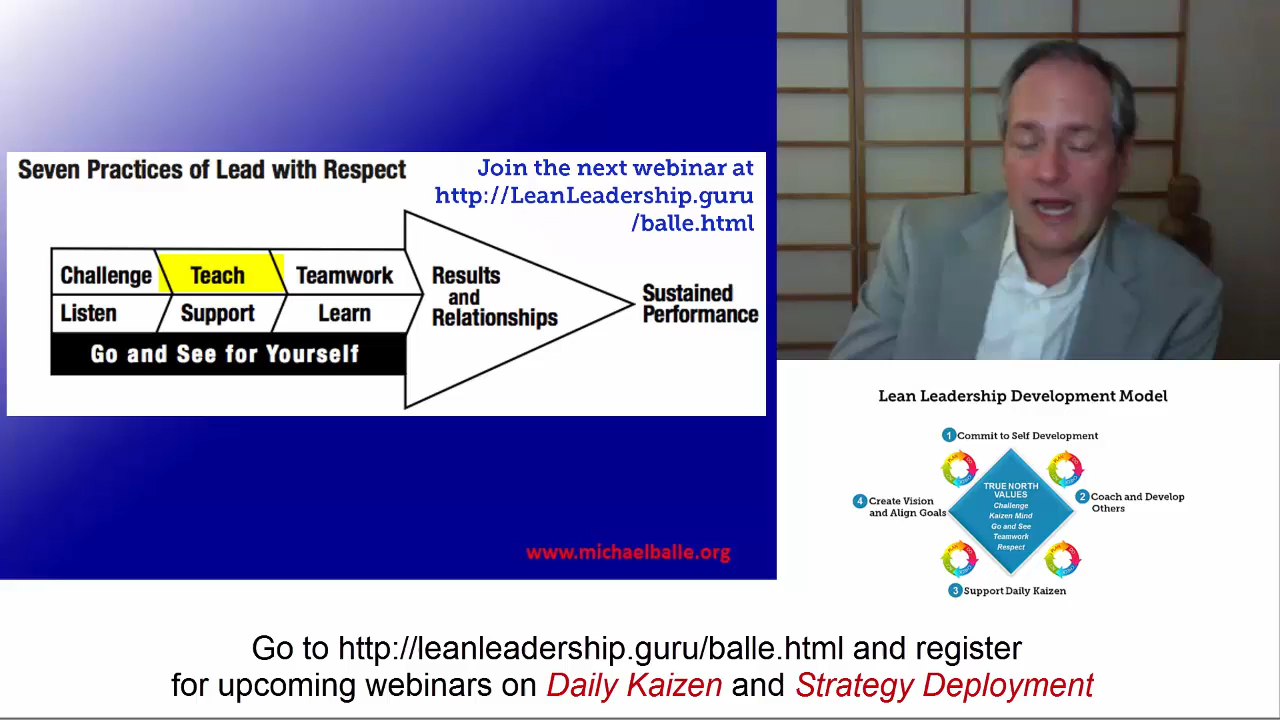 Seven Practices of Lead with Respect
Join the next webinar at
http://LeanLeadership.guru
/balle.html
Challenge
Teach
Teamwork
Listen
Support
Learn
Go and See for Yourself
Results
and
Relationships
Sustained
Performance
www.michaelballe.org
Lean Leadership Development Model
1 Commit to Self Development
2 Coach and Develop
Others
3 Support Daily Kaizen
4 Create Vision
and Align Goals
TRUE NORTH
VALUES
Challenge
Kaizen Mind
Go and See
Teamwork
Respect
Go to http://leanleadership.guru/balle.html and register
for upcoming webinars on Daily Kaizen and Strategy Deployment